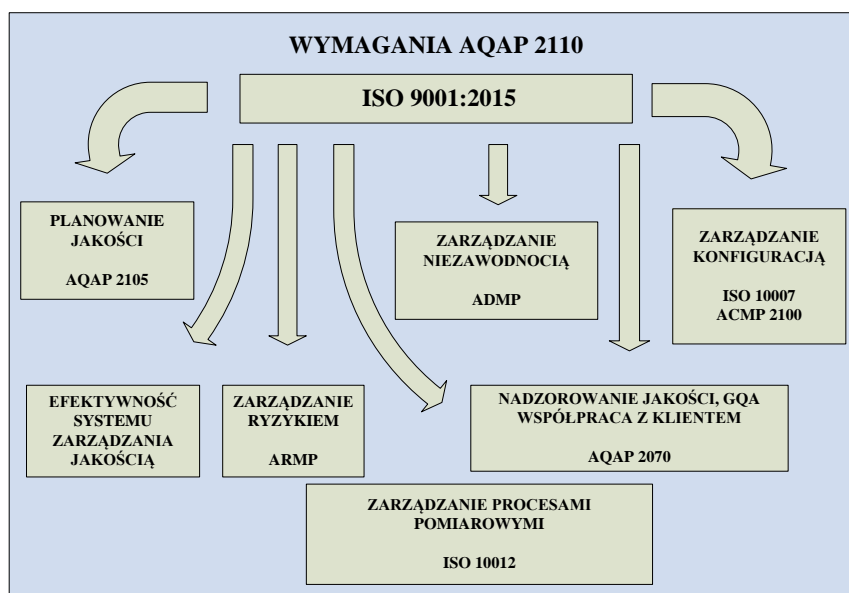 WYMAGANIA AQAP 2110
ISO 9001:2015
PLANOWANIE
JAKOŚCI
AQAP 2105
ZARZĄDZANIE
NIEZAWODNOCIĄ
ADMP
ZARZĄDZANIE
KONFIGURACJĄ
ISO 10007
ACMP 2100
EFEKTYWNOŚĆ
SYSTEMU
ZARZĄDZANIA
JAKOŚCIĄ
ZARZĄDZANIE
RYZYKIEM
ARMP
NADZOROWANIE JAKOŚCI, GQA
WSPÓŁPRACA Z KLIENTEM
AQAP 2070
ZARZĄDZANIE PROCESAMI
POMIAROWYMI
ISO 10012